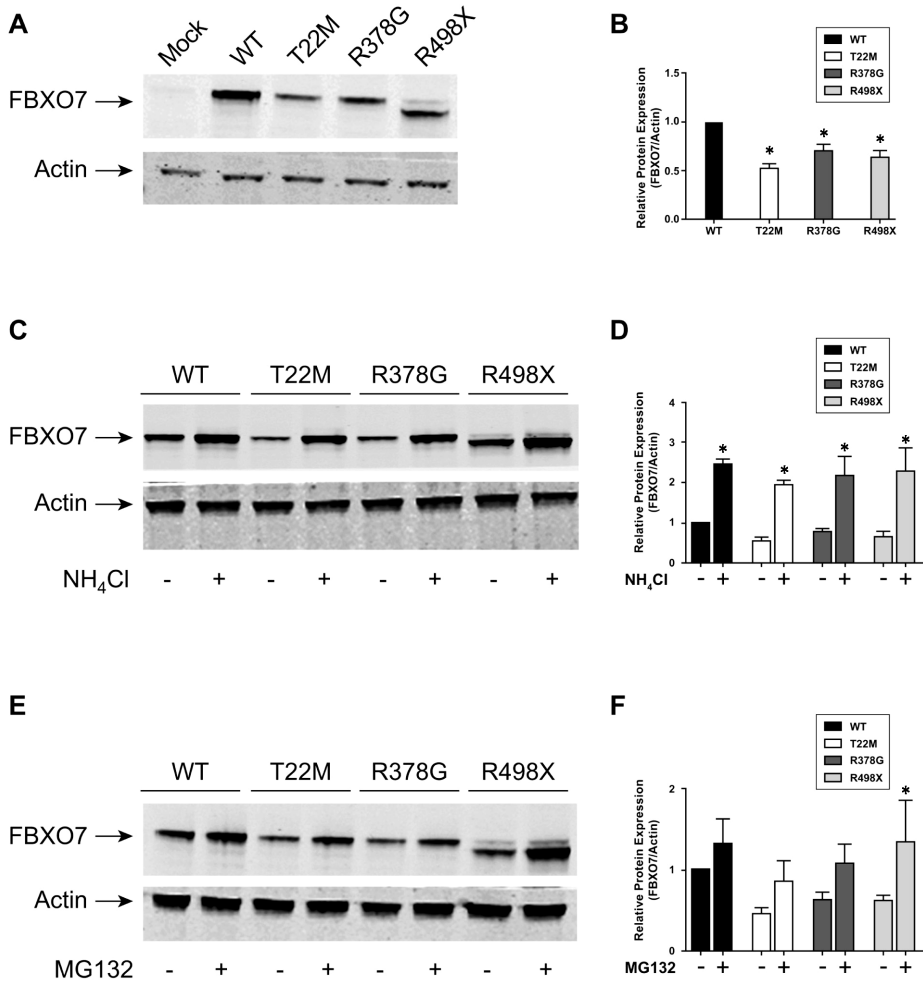 A
Mock
WT
T22M
R378G
R498X
FBXO7
Actin
B
WT
T22M
R378G
R498X
Relative Protein Expression
(FBXO7/Actin)
1.5
1.0
0.5
0.0
* * *
WT T22M R378G R498X
C
WT T22M R378G R498X
FBXO7
Actin
NH₄Cl - + - + - + - +
D
WT
T22M
R378G
R498X
Relative Protein Expression
(FBXO7/Actin)
4
3
2
1
0
* * * *
NH₄Cl - + - + - + - +
E
WT T22M R378G R498X
FBXO7
Actin
MG132 - + - + - + - +
F
WT
T22M
R378G
R498X
Relative Protein Expression
(FBXO7/Actin)
2
1
0
*
MG132 - + - + - + - +